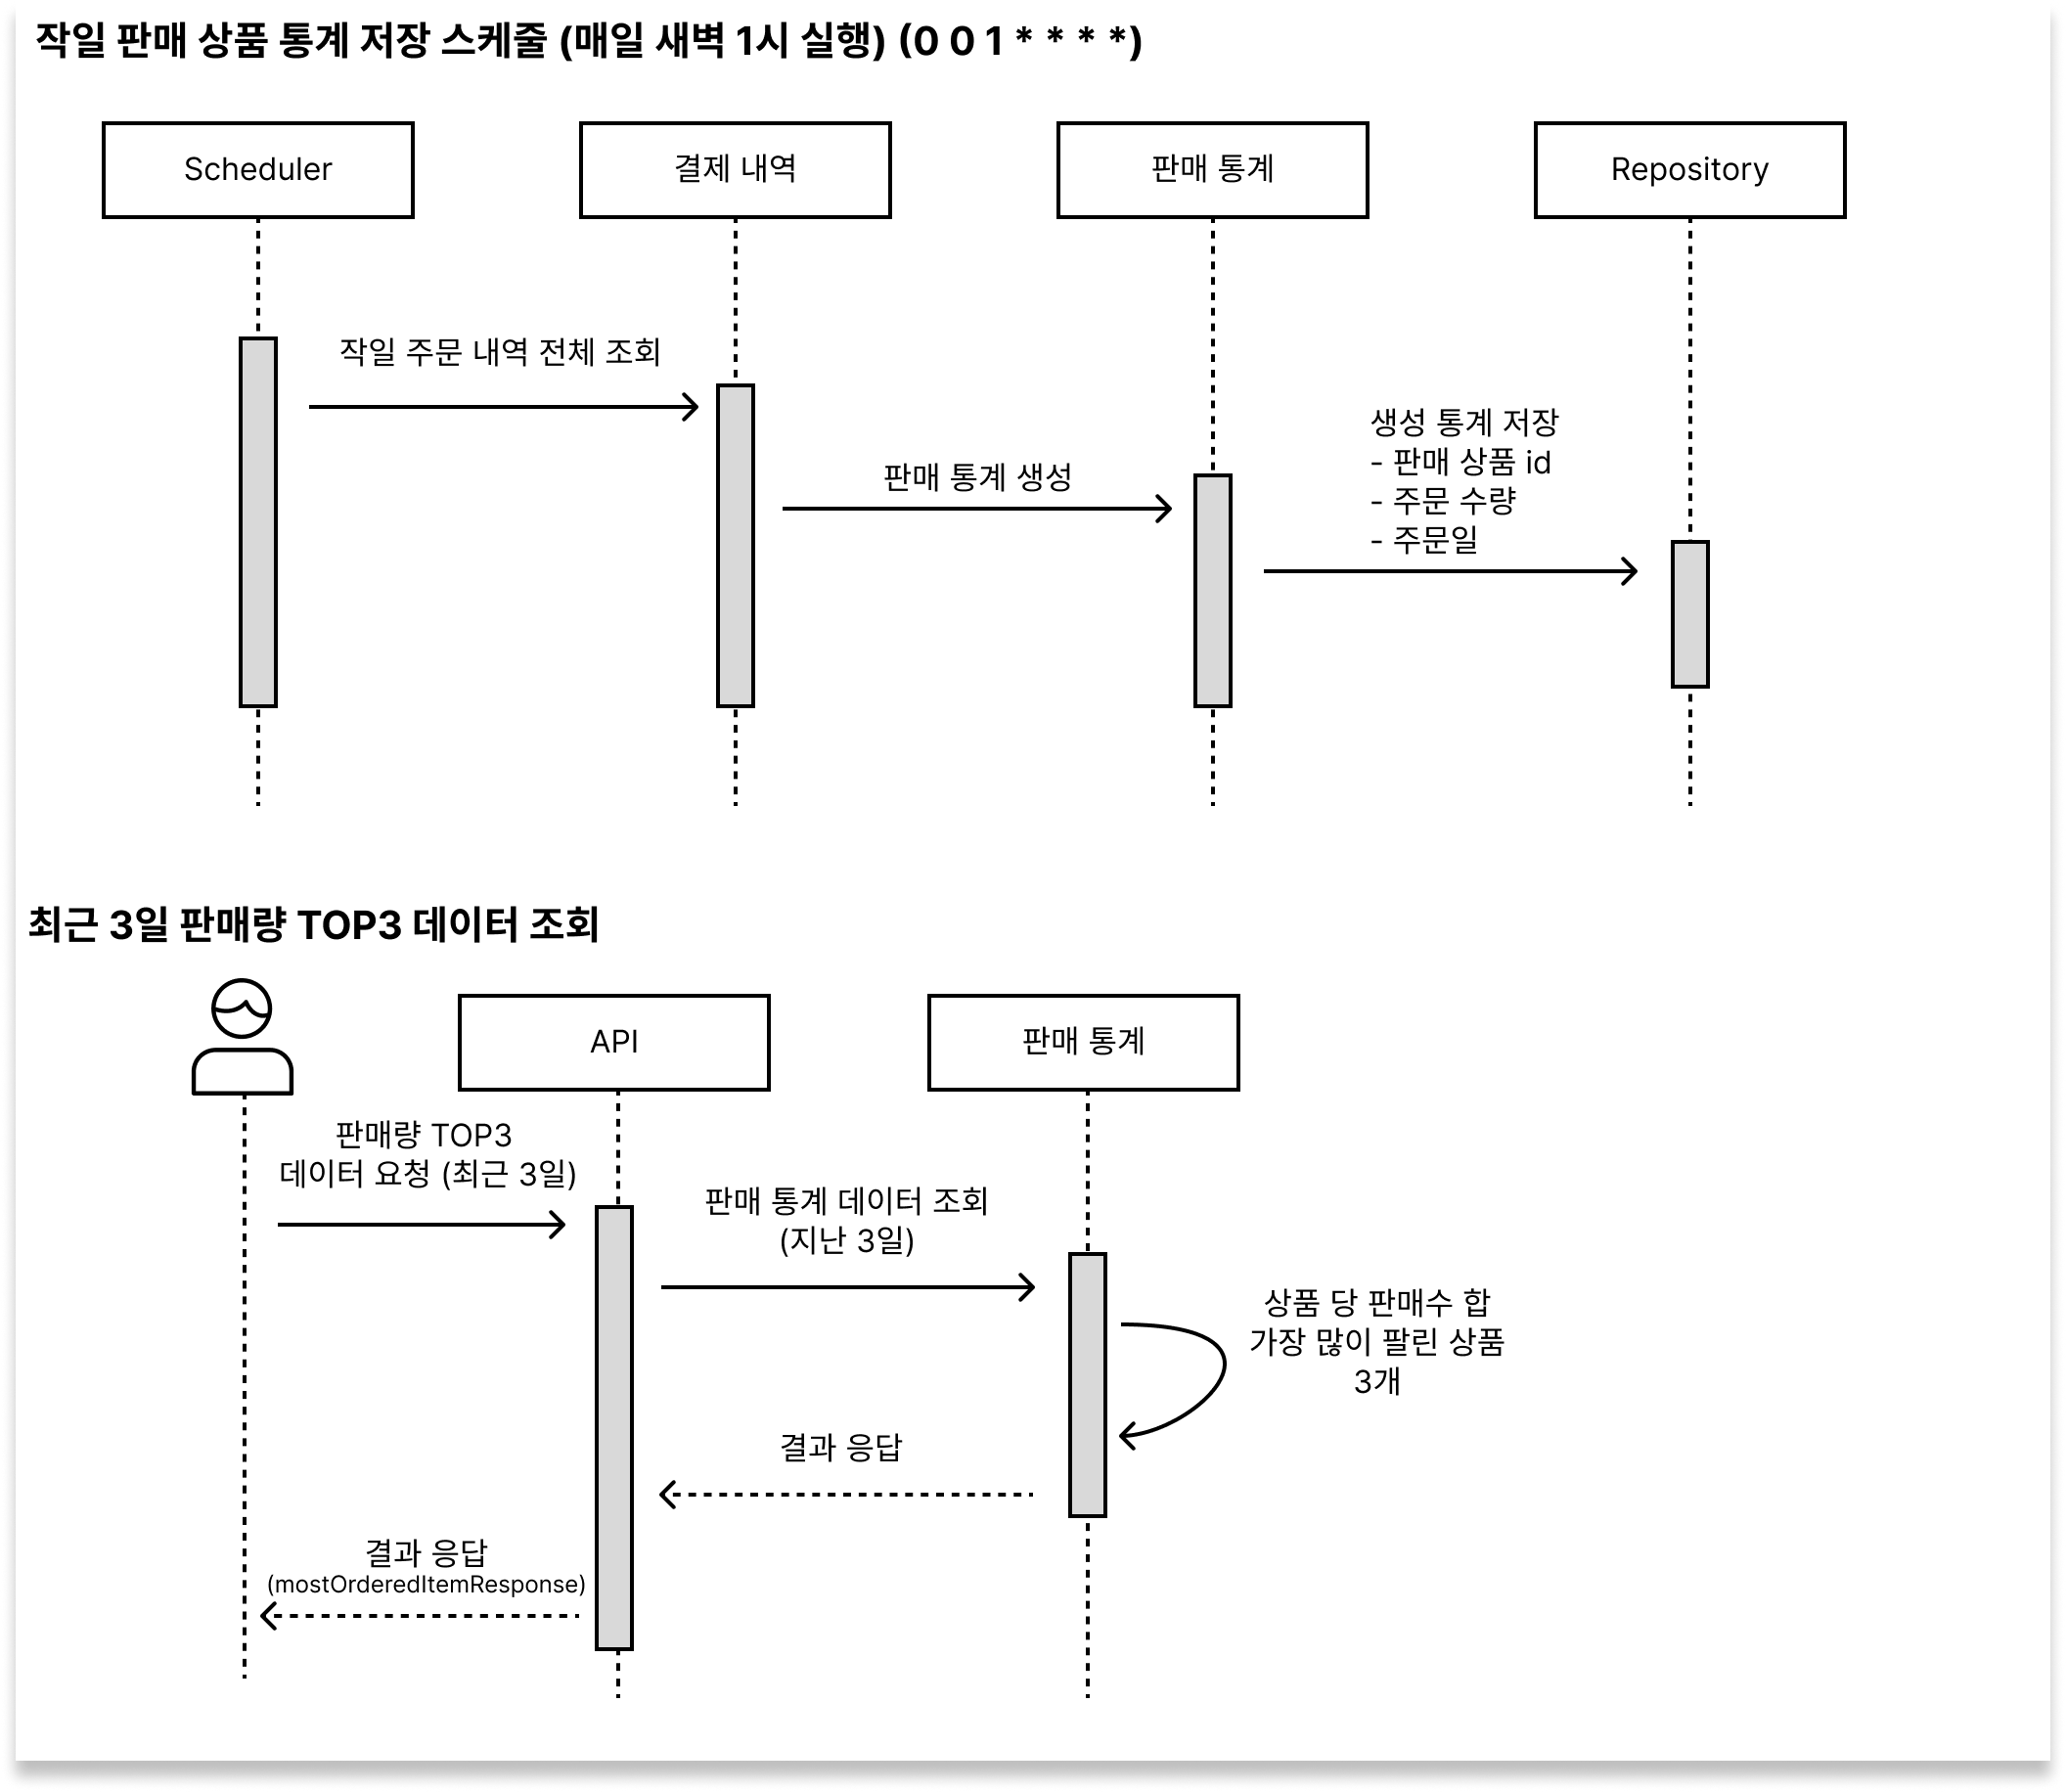 작일 판매 상품 통계 저장 스케줄 (매일 새벽 1시 실행) (0 0 1 * * * *)
Scheduler
결제 내역
판매 통계
Repository
작일 주문 내역 전체 조회
판매 통계 생성
생성 통계 저장
- 판매 상품 id
- 주문 수량
- 주문일
최근 3일 판매량 TOP3 데이터 조회
API
판매 통계
판매량 TOP3
데이터 요청 (최근 3일)
판매 통계 데이터 조회
(지난 3일)
상품 당 판매수 합
가장 많이 팔린 상품
3개
결과 응답
결과 응답
(mostOrderedItemResponse)